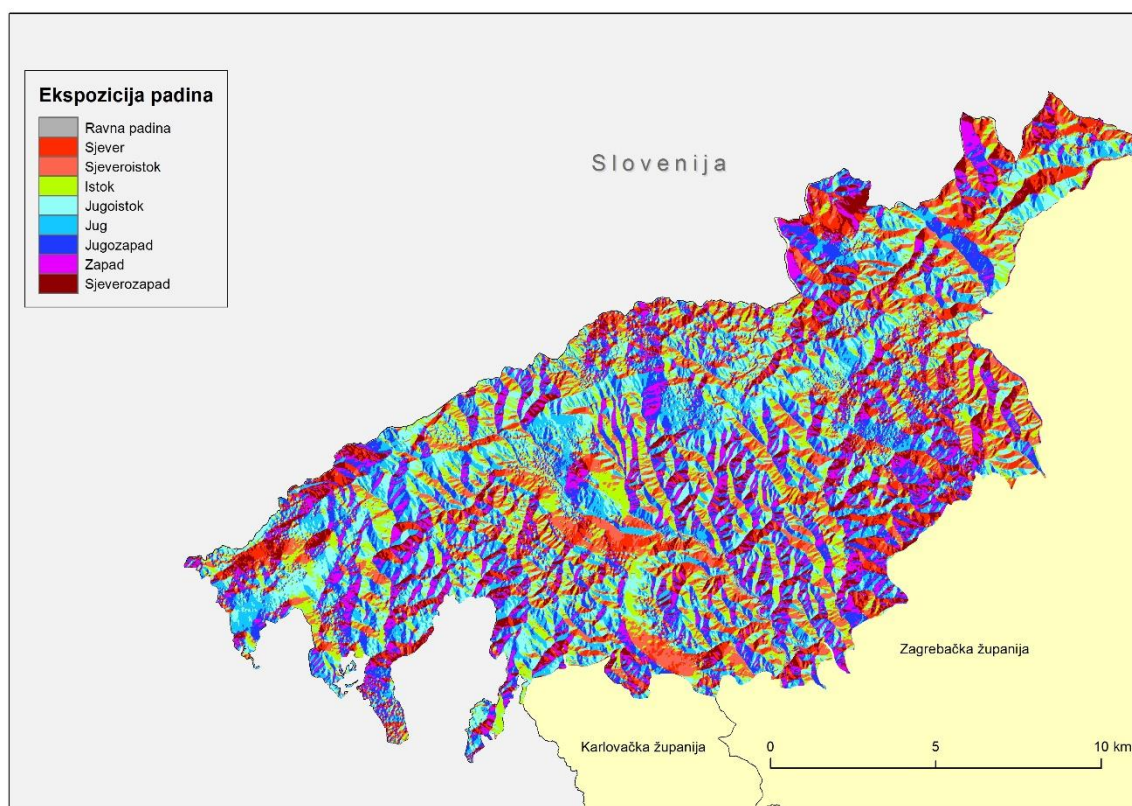 Ekspozicija padina
Ravna padina
Sjever
Sjeveroistok
Istok
Jugoistok
Jug
Jugozapad
Zapad
Sjeverozapad
Slovenija
Zagrebačka županija
Karlovačka županija
0 5 10 km